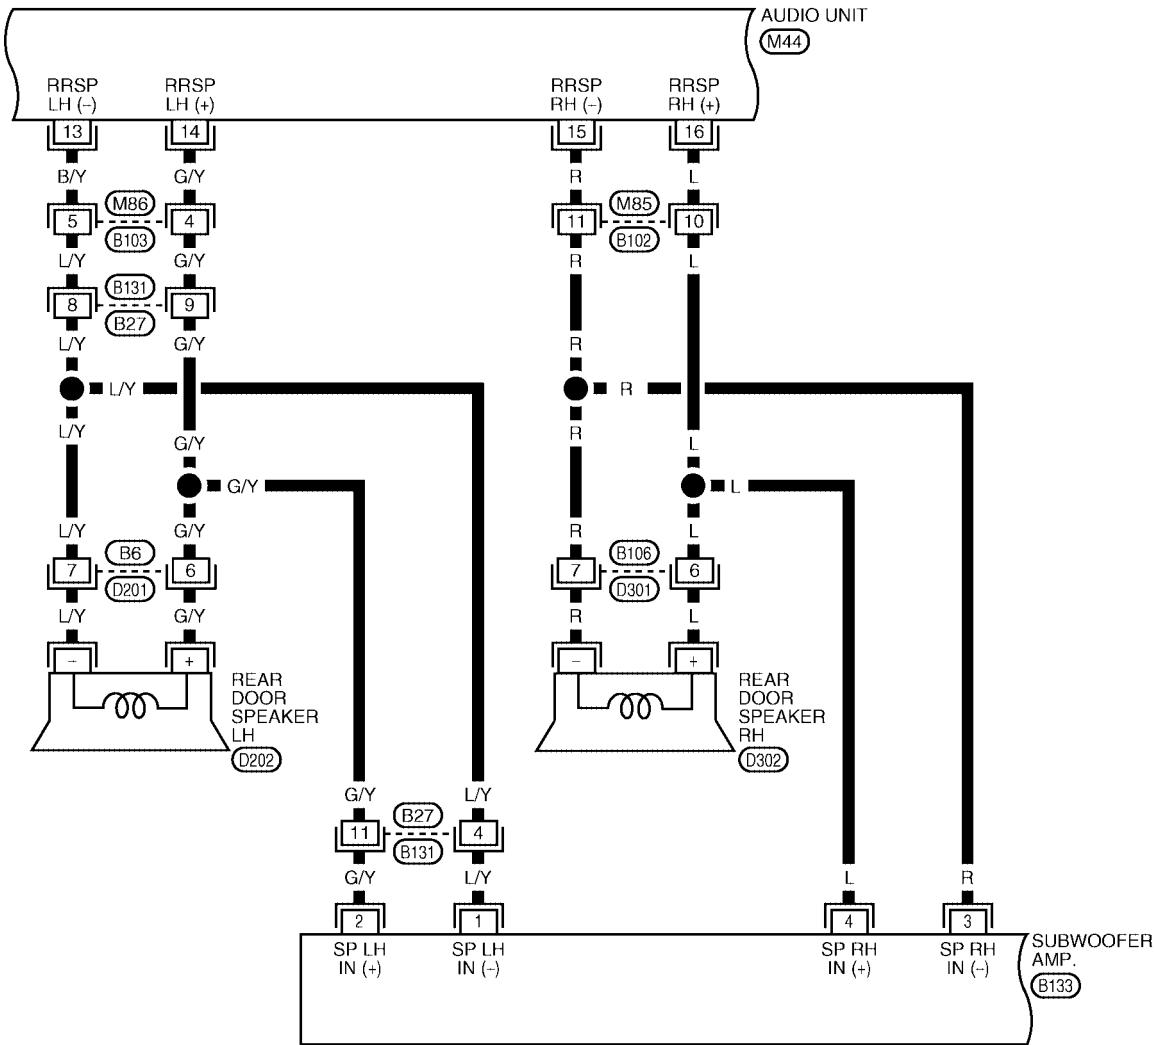 AUDIO UNIT
M44
RRSP
LH (–)
RRSP
LH (+)
RRSP
RH (–)
RRSP
RH (+)
13
14
15
16
B/Y
G/Y
R
L
M86
M85
5
4
11
10
B103
B102
L/Y
G/Y
R
L
B131
8
9
B27
L/Y
G/Y
R
L/Y
R
L/Y
R
G/Y
L
G/Y
L
L/Y
G/Y
R
L
B6
B106
7
6
7
6
D201
D301
L/Y
G/Y
R
L
–
+
–
+
REAR
DOOR
SPEAKER
LH
D202
REAR
DOOR
SPEAKER
RH
D302
G/Y
L/Y
B27
11
4
B131
G/Y
L/Y
L
R
2
1
4
3
SP LH
IN (+)
SP LH
IN (–)
SP RH
IN (+)
SP RH
IN (–)
SUBWOOFER
AMP.
B133